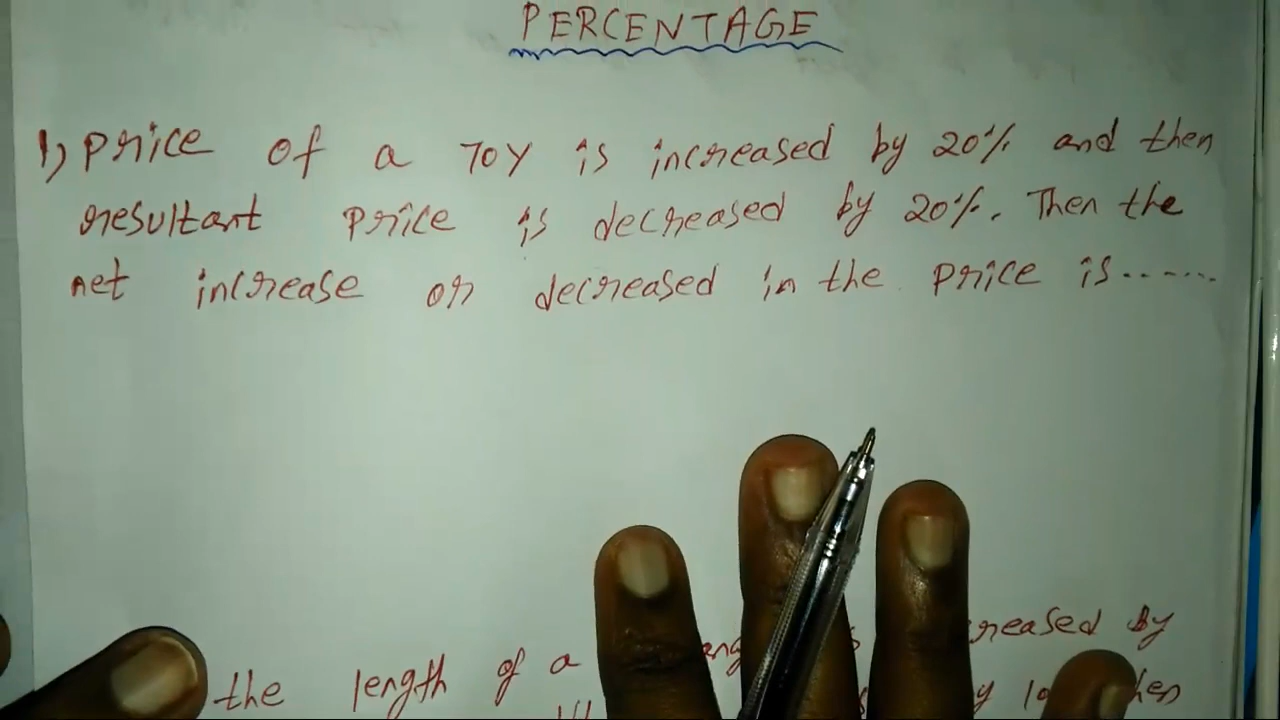 PERCENTAGE
1) price of a TOY is increased by 20% and then
resultant price is decreased by 20%. Then the
net increase or decreased in the price is......
creased by
the length of a